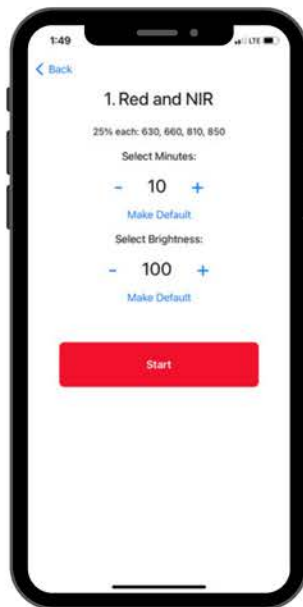 1:49
LTE
Back
1. Red and NIR
25% each: 630, 660, 810, 850
Select Minutes:
- 10 +
Make Default
Select Brightness:
- 100 +
Make Default
Start